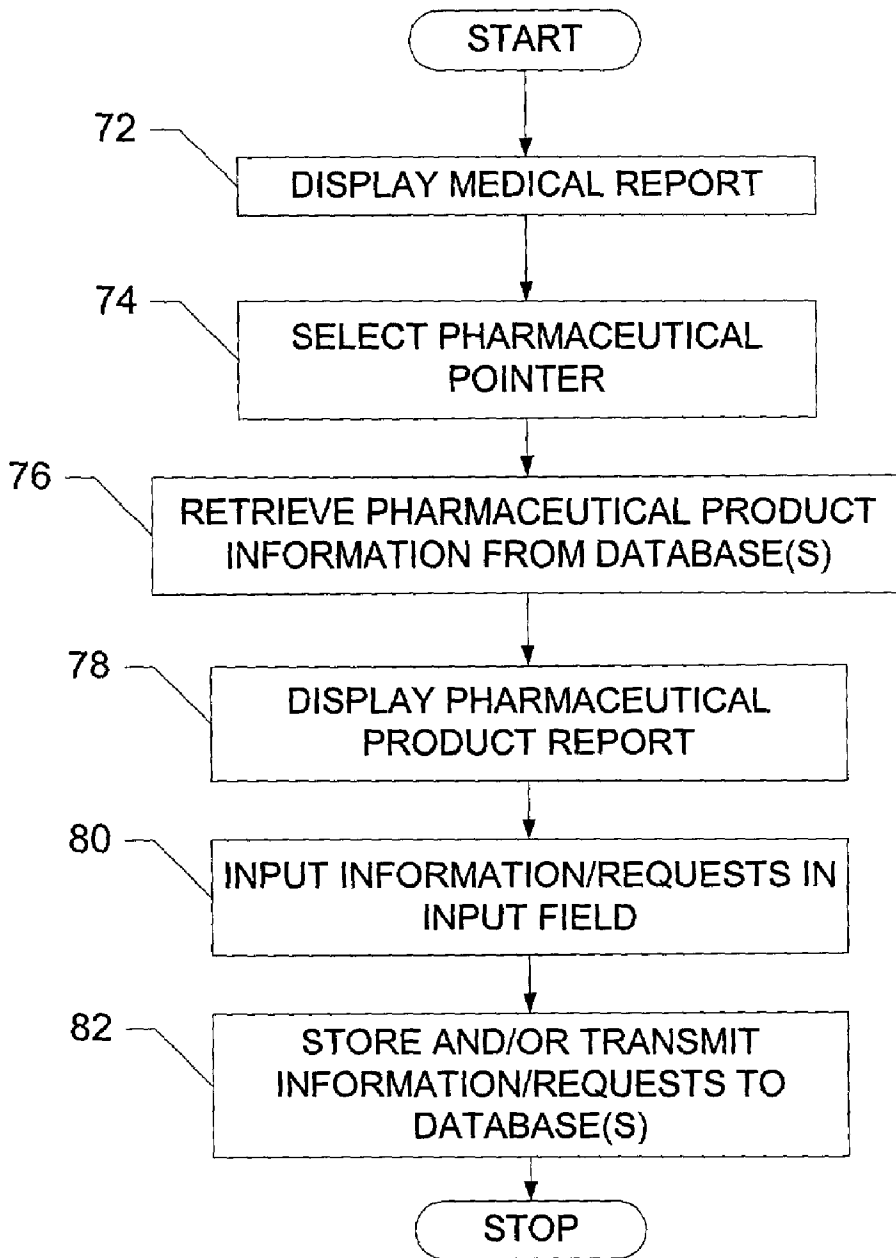 START
72
DISPLAY MEDICAL REPORT
74
SELECT PHARMACEUTICAL
POINTER
76
RETRIEVE PHARMACEUTICAL PRODUCT
INFORMATION FROM DATABASE(S)
78
DISPLAY PHARMACEUTICAL
PRODUCT REPORT
80
INPUT INFORMATION/REQUESTS IN
INPUT FIELD
82
STORE AND/OR TRANSMIT
INFORMATION/REQUESTS TO
DATABASE(S)
STOP